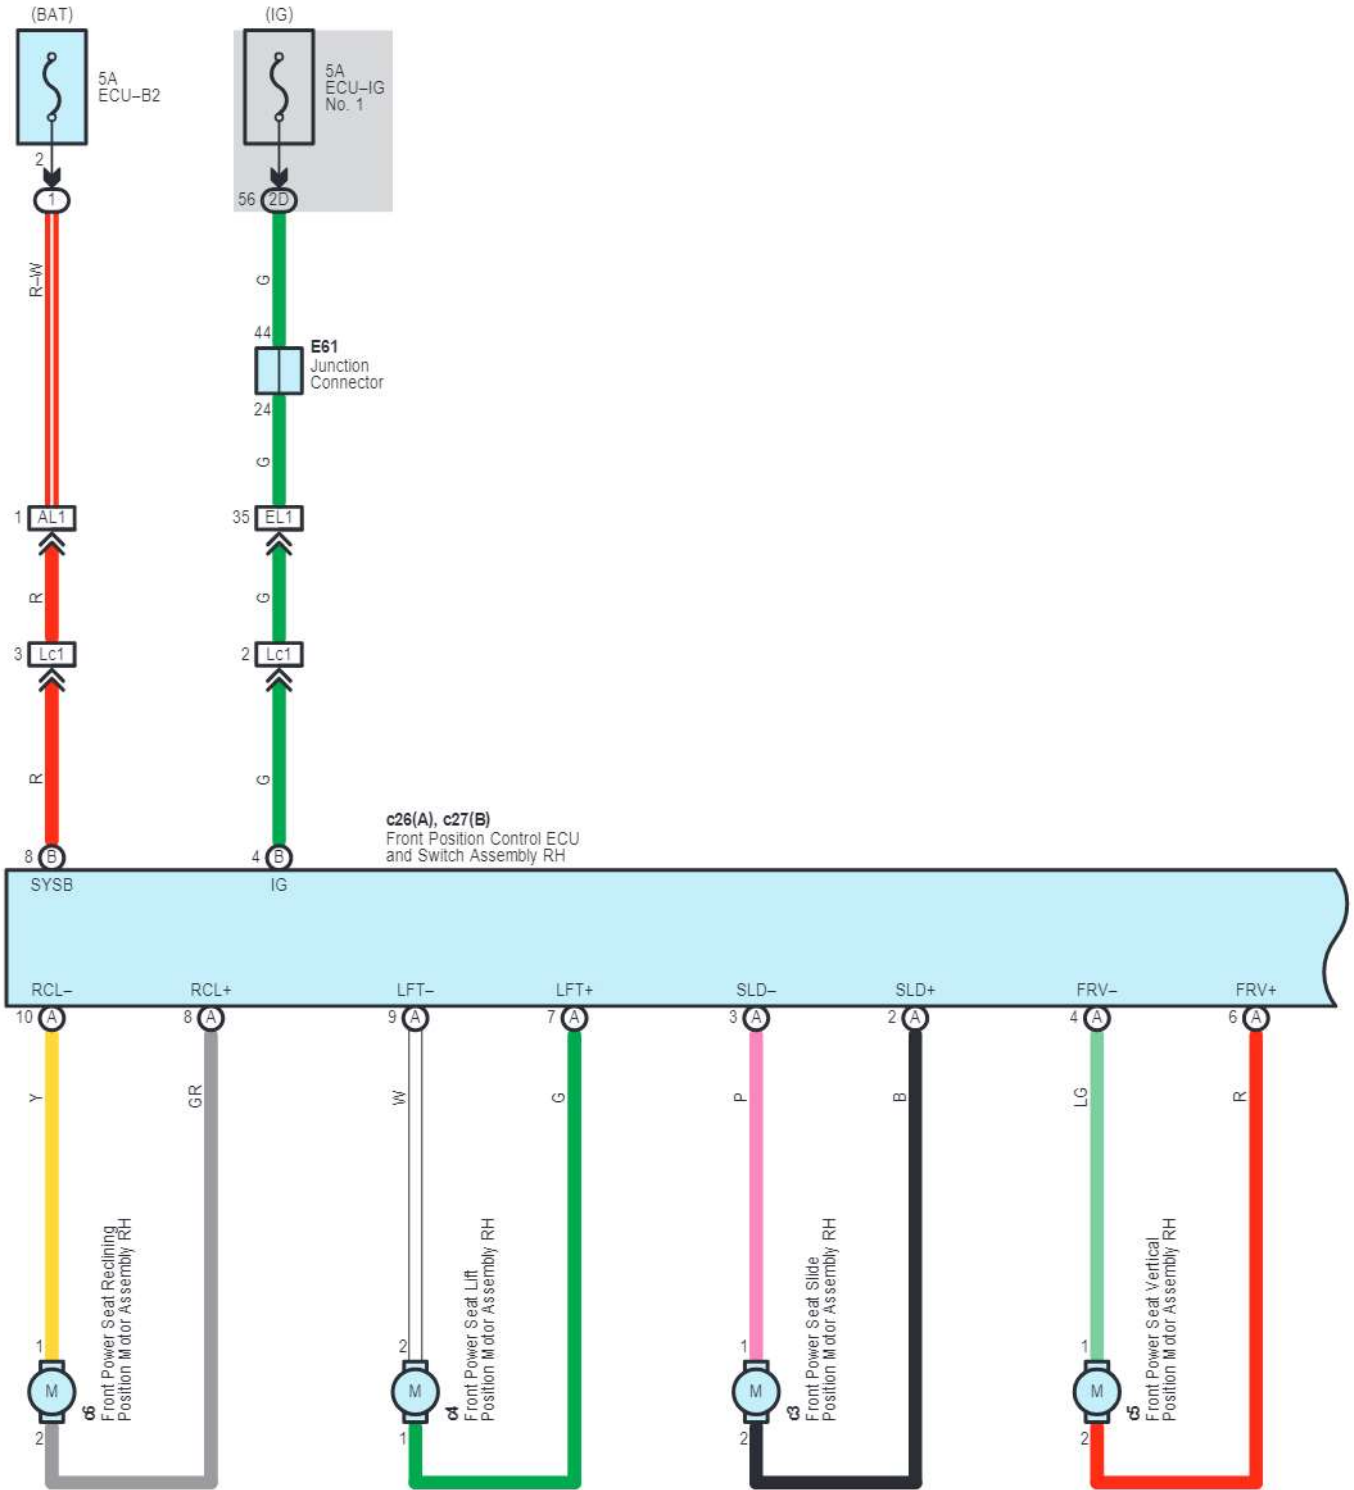 (BAT)
(IG)
5A
ECU–B2
5A
ECU–IG
No. 1
2
1
56
2D
R–W
G
44
E61
Junction
Connector
24
G
1
AL1
35
EL1
R
G
3
Lc1
2
Lc1
R
G
c26(A), c27(B)
Front Position Control ECU
and Switch Assembly RH
8
B
4
B
SYSB
IG
RCL–
RCL+
LFT–
LFT+
SLD–
SLD+
FRV–
FRV+
10
A
8
A
9
A
7
A
3
A
2
A
4
A
6
A
Y
GR
W
G
P
B
LG
R
1
M
2
c6
Front Power Seat Reclining
Position Motor Assembly RH
2
M
1
c4
Front Power Seat Lift
Position Motor Assembly RH
1
M
2
c3
Front Power Seat Slide
Position Motor Assembly RH
1
M
2
c5
Front Power Seat Vertical
Position Motor Assembly RH